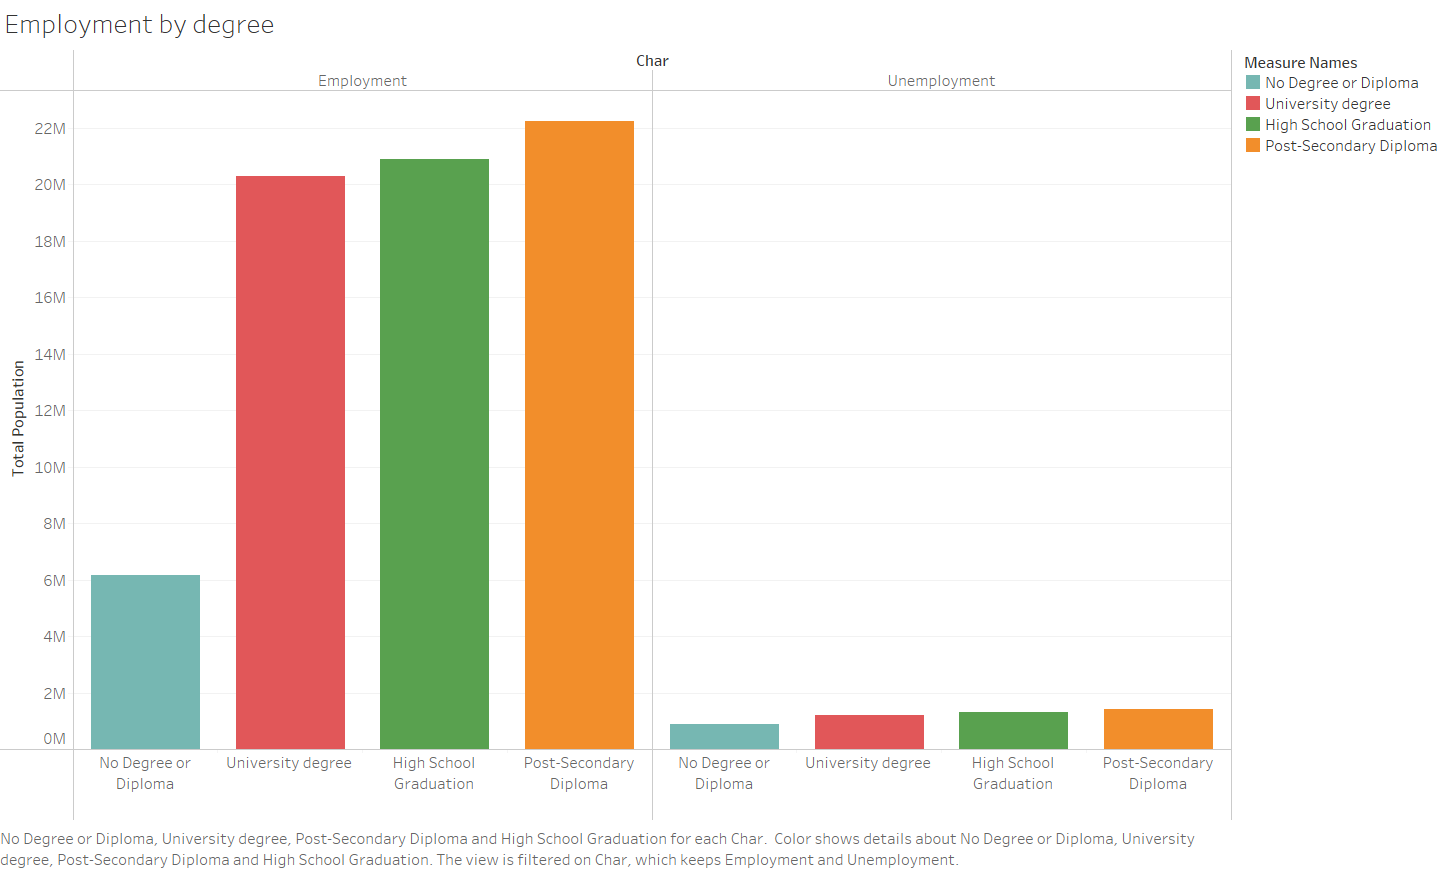 Employment by degree
Char
Employment
Unemployment
Measure Names
No Degree or Diploma
University degree
High School Graduation
Post-Secondary Diploma
Total Population
22M
20M
18M
16M
14M
12M
10M
8M
6M
4M
2M
0M
No Degree or
Diploma
University degree
High School
Graduation
Post-Secondary
Diploma
No Degree or
Diploma
University degree
High School
Graduation
Post-Secondary
Diploma
No Degree or Diploma, University degree, Post-Secondary Diploma and High School Graduation for each Char.  Color shows details about No Degree or Diploma, University
degree, Post-Secondary Diploma and High School Graduation. The view is filtered on Char, which keeps Employment and Unemployment.